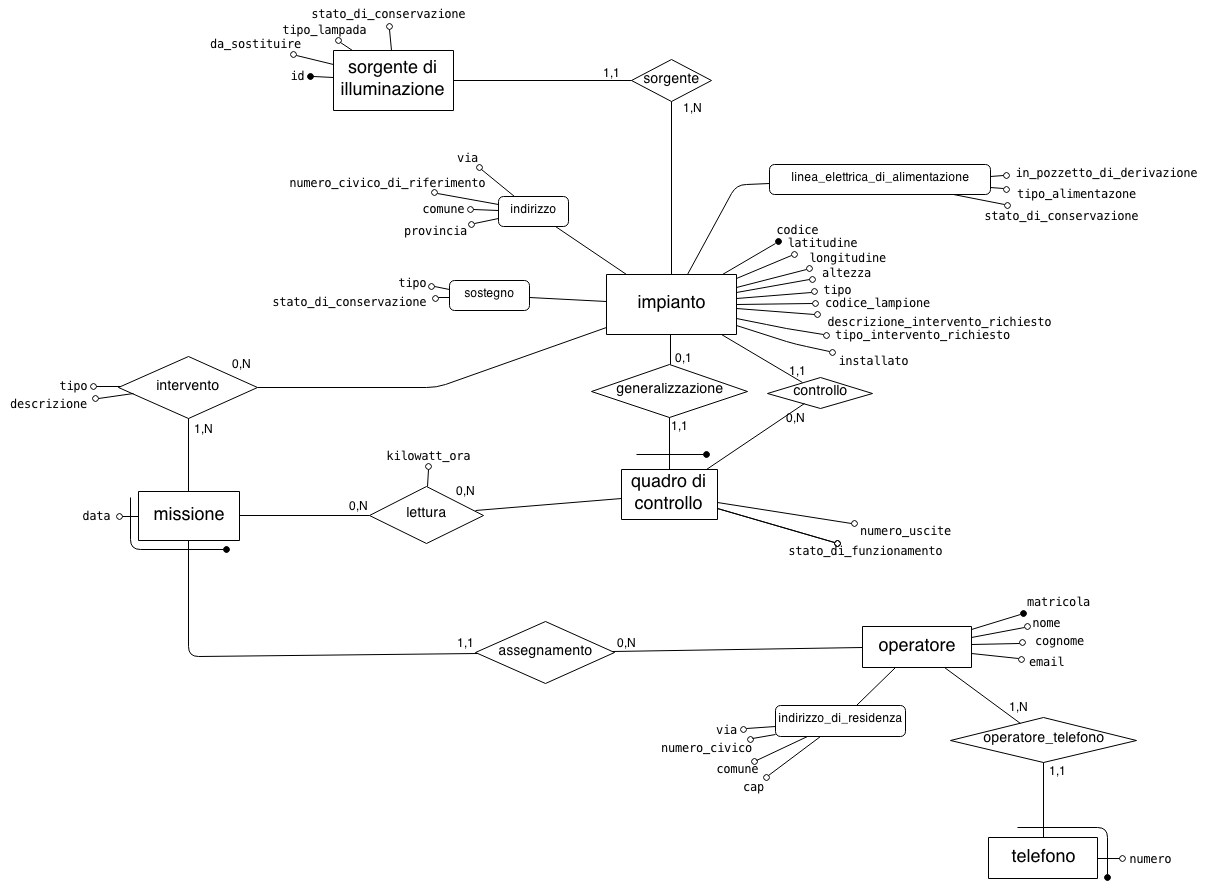 stato_di_conservazione
tipo_lampada
da_sostituire
id
sorgente di
illuminazione
1,1
sorgente
1,N
via
numero_civico_di_riferimento
comune
provincia
indirizzo
linea_elettrica_di_alimentazione
in_pozzetto_di_derivazione
tipo_alimentazone
stato_di_conservazione
codice
latitudine
longitudine
altezza
tipo
codice_lampione
descrizione_intervento_richiesto
tipo_intervento_richiesto
installato
tipo
stato_di_conservazione
sostegno
impianto
0,N
tipo
descrizione
intervento
1,N
0,1
generalizzazione
1,1
1,1
controllo
0,N
kilowatt_ora
data
missione
0,N
lettura
0,N
quadro di
controllo
numero_uscite
stato_di_funzionamento
1,1
assegnamento
0,N
operatore
matricola
nome
cognome
email
indirizzo_di_residenza
via
numero_civico
comune
cap
1,N
operatore_telefono
1,1
telefono
numero